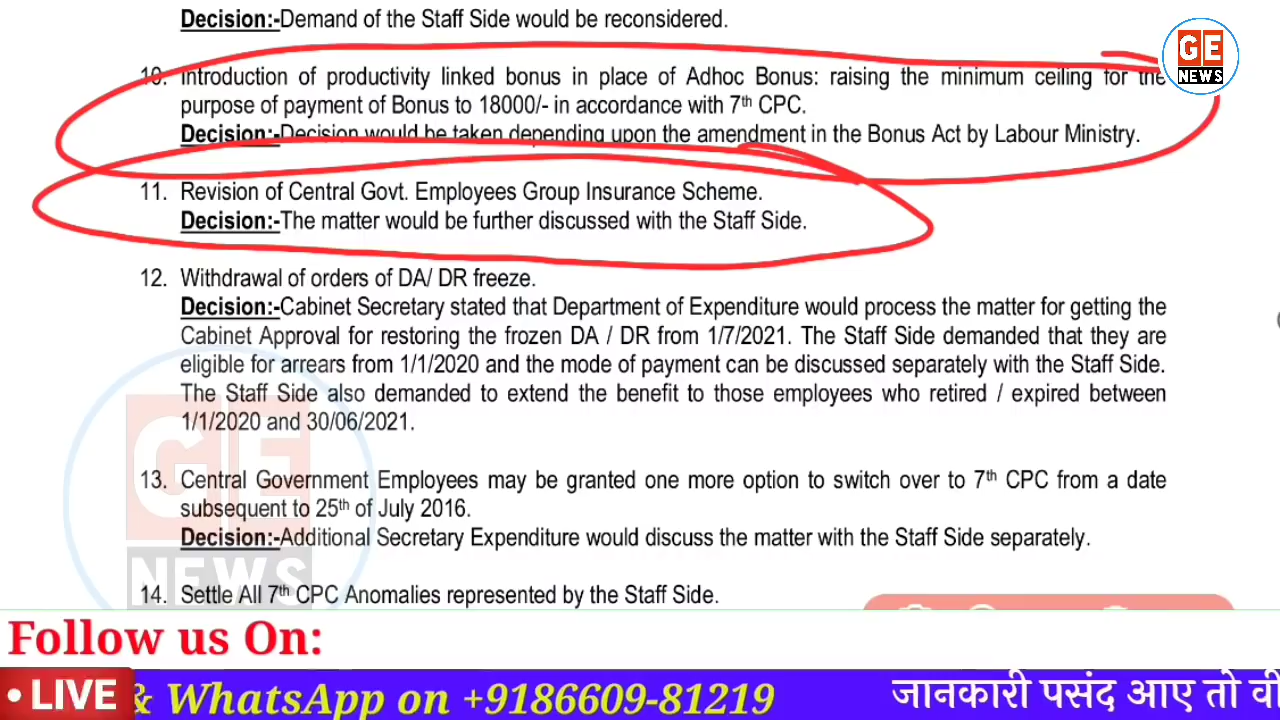 Decision:-Demand of the Staff Side would be reconsidered.
GE
NEWS
10. Introduction of productivity linked bonus in place of Adhoc Bonus: raising the minimum ceiling for the
purpose of payment of Bonus to 18000/- in accordance with 7th CPC.
Decision:-Decision would be taken depending upon the amendment in the Bonus Act by Labour Ministry.
11. Revision of Central Govt. Employees Group Insurance Scheme.
Decision:-The matter would be further discussed with the Staff Side.
12. Withdrawal of orders of DA/ DR freeze.
Decision:-Cabinet Secretary stated that Department of Expenditure would process the matter for getting the
Cabinet Approval for restoring the frozen DA / DR from 1/7/2021. The Staff Side demanded that they are
eligible for arrears from 1/1/2020 and the mode of payment can be discussed separately with the Staff Side.
The Staff Side also demanded to extend the benefit to those employees who retired / expired between
1/1/2020 and 30/06/2021.
GE
NEWS
13. Central Government Employees may be granted one more option to switch over to 7th CPC from a date
subsequent to 25th of July 2016.
Decision:-Additional Secretary Expenditure would discuss the matter with the Staff Side separately.
14. Settle All 7th CPC Anomalies represented by the Staff Side.
Follow us On:
• LIVE
& WhatsApp on +9186609-81219
जानकारी पसंद आए तो